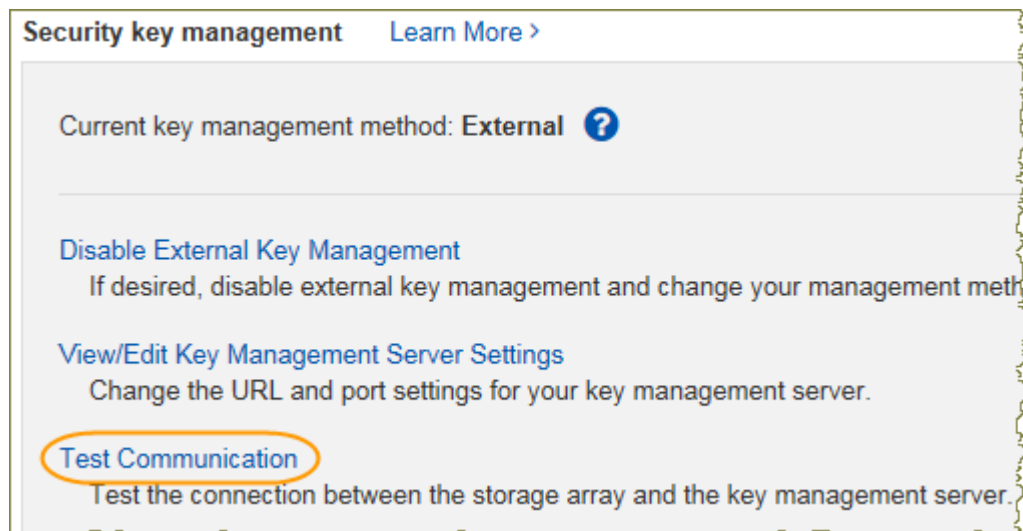 Security key management Learn More >
Current key management method: External ?
Disable External Key Management
If desired, disable external key management and change your management
View/Edit Key Management Server Settings
Change the URL and port settings for your key management server.
Test Communication
Test the connection between the storage array and the key management server.